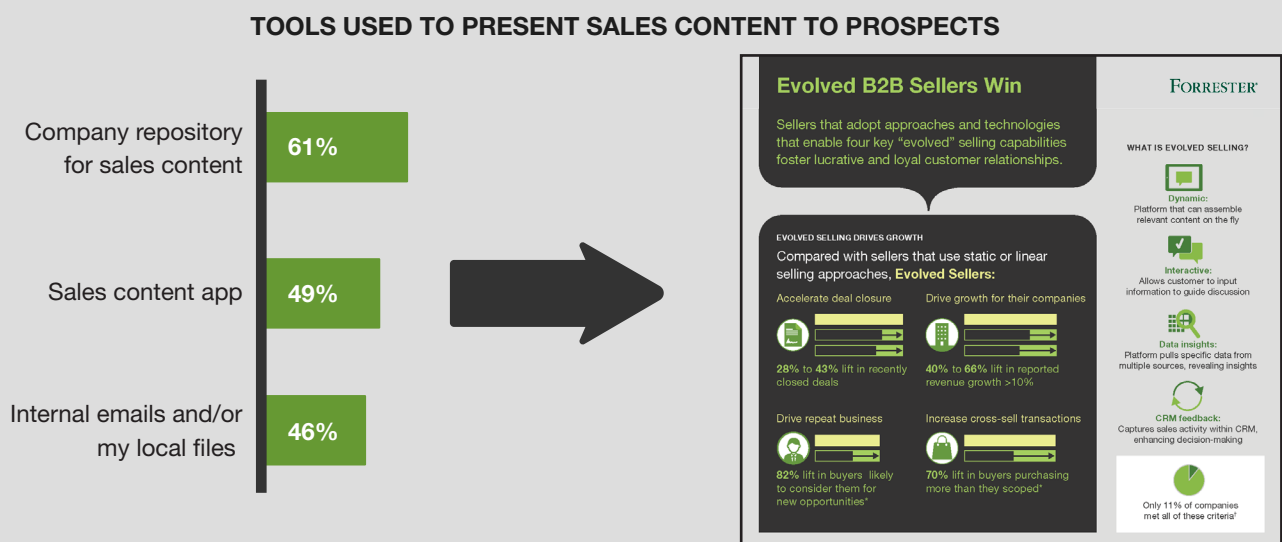 TOOLS USED TO PRESENT SALES CONTENT TO PROSPECTS
Company repository
for sales content
61%
Sales content app
49%
Internal emails and/or
my local files
46%
Evolved B2B Sellers Win
Sellers that adopt approaches and technologies
that enable four key “evolved” selling capabilities
foster lucrative and loyal customer relationships.
EVOLVED SELLING DRIVES GROWTH
Compared with sellers that use static or linear
selling approaches, Evolved Sellers:
Accelerate deal closure
28% to 43% lift in recently
closed deals
Drive growth for their companies
40% to 66% lift in reported
revenue growth >10%
Drive repeat business
82% lift in buyers likely
to consider them for
new opportunities*
Increase cross-sell transactions
70% lift in buyers purchasing
more than they scoped*
FORRESTER®
WHAT IS EVOLVED SELLING?
Dynamic:
Platform that can assemble
relevant content on the fly
Interactive:
Allows customer to input
information to guide discussion
Data insights:
Platform pulls specific data from
multiple sources, revealing insights
CRM feedback:
Captures sales activity within CRM,
enhancing decision-making
Only 11% of companies
met all of these criteria†